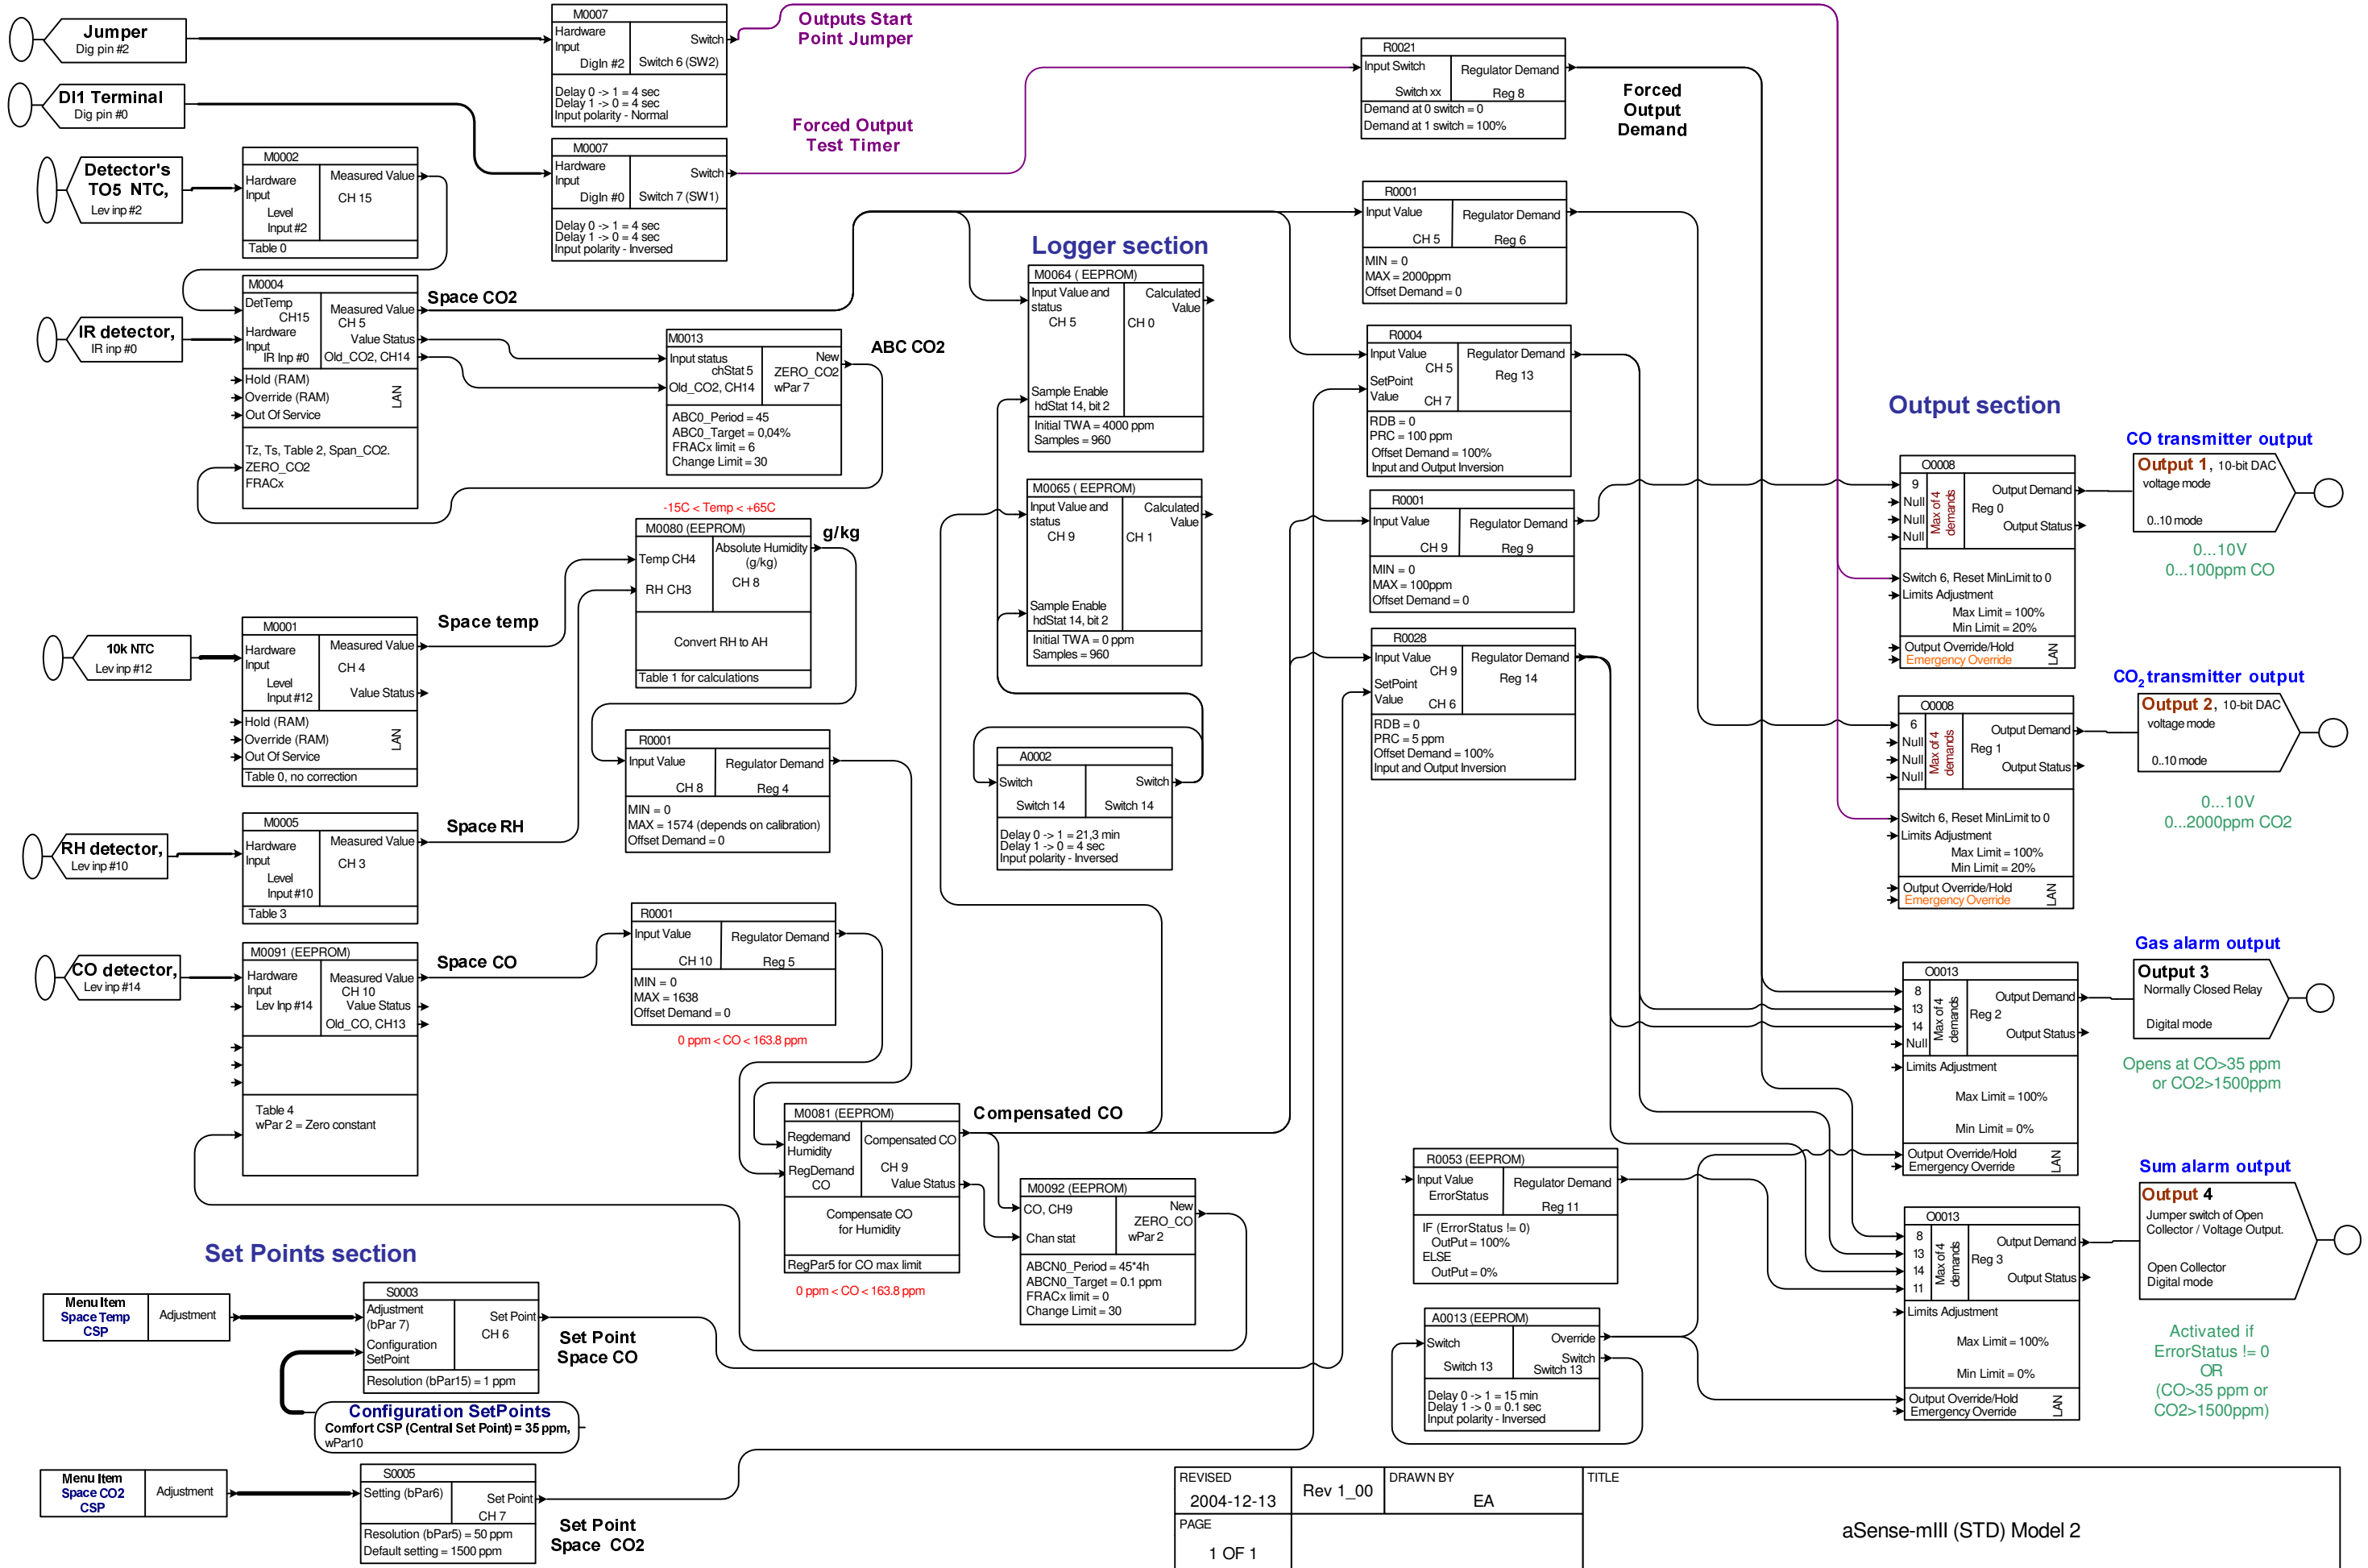 Jumper
Dig pin #2
DI1 Terminal
Dig pin #0
Detector's
TO5 NTC,
Lev inp #2
IR detector,
IR inp #0
10k NTC
Lev inp #12
RH detector,
Lev inp #10
CO detector,
Lev inp #14
M0007
Hardware
Input
DigIn #2
Switch
Switch 6 (SW2)
Delay 0 -> 1 = 4 sec
Delay 1 -> 0 = 4 sec
Input polarity - Normal
Outputs Start
Point Jumper
M0007
Hardware
Input
DigIn #0
Switch
Switch 7 (SW1)
Delay 0 -> 1 = 4 sec
Delay 1 -> 0 = 4 sec
Input polarity - Inversed
Forced Output
Test Timer
M0002
Hardware
Input
Level
Input #2
Measured Value
CH 15
Table 0
M0004
DetTemp
CH15
Hardware
Input
IR Inp #0
Measured Value
CH 5
Value Status
Old_CO2, CH14
Hold (RAM)
Override (RAM)
Out Of Service
LAN
Tz, Ts, Table 2, Span_CO2.
ZERO_CO2
FRACx
Space CO2
M0013
Input status
chStat 5
Old_CO2, CH14
New
ZERO_CO2
wPar 7
ABC0_Period = 45
ABC0_Target = 0,04%
FRACx limit = 6
Change Limit = 30
ABC CO2
-15C < Temp < +65C
M0080 (EEPROM)
Temp CH4
RH CH3
Absolute Humidity
(g/kg)
CH 8
Convert RH to AH
Table 1 for calculations
g/kg
M0001
Hardware
Input
Level
Input #12
Measured Value
CH 4
Value Status
Hold (RAM)
Override (RAM)
Out Of Service
LAN
Table 0, no correction
Space temp
M0005
Hardware
Input
Level
Input #10
Measured Value
CH 3
Table 3
Space RH
R0001
Input Value
CH 8
Regulator Demand
Reg 4
MIN = 0
MAX = 1574 (depends on calibration)
Offset Demand = 0
M0091 (EEPROM)
Hardware
Input
Lev Inp #14
Measured Value
CH 10
Value Status
Old_CO, CH13
Table 4
wPar 2 = Zero constant
Space CO
R0001
Input Value
CH 10
Regulator Demand
Reg 5
MIN = 0
MAX = 1638
Offset Demand = 0
0 ppm < CO < 163.8 ppm
M0081 (EEPROM)
Regdemand
Humidity
RegDemand
CO
Compensated CO
CH 9
Value Status
Compensate CO
for Humidity
RegPar5 for CO max limit
0 ppm < CO < 163.8 ppm
Compensated CO
M0092 (EEPROM)
CO, CH9
Chan stat
New
ZERO_CO
wPar 2
ABCN0_Period = 45*4h
ABCN0_Target = 0.1 ppm
FRACx limit = 0
Change Limit = 30
Logger section
M0064 ( EEPROM)
Input Value and
status
CH 5
Calculated
Value
CH 0
Sample Enable
hdStat 14, bit 2
Initial TWA = 4000 ppm
Samples = 960
M0065 ( EEPROM)
Input Value and
status
CH 9
Calculated
Value
CH 1
Sample Enable
hdStat 14, bit 2
Initial TWA = 0 ppm
Samples = 960
A0002
Switch
Switch 14
Switch
Switch 14
Delay 0 -> 1 = 21,3 min
Delay 1 -> 0 = 4 sec
Input polarity - Inversed
R0021
Input Switch
Switch xx
Regulator Demand
Reg 8
Demand at 0 switch = 0
Demand at 1 switch = 100%
Forced
Output
Demand
R0001
Input Value
CH 5
Regulator Demand
Reg 6
MIN = 0
MAX = 2000ppm
Offset Demand = 0
R0004
Input Value
CH 5
SetPoint
Value
CH 7
Regulator Demand
Reg 13
RDB = 0
PRC = 100 ppm
Offset Demand = 100%
Input and Output Inversion
R0001
Input Value
CH 9
Regulator Demand
Reg 9
MIN = 0
MAX = 100ppm
Offset Demand = 0
R0028
Input Value
CH 9
SetPoint
Value
CH 6
Regulator Demand
Reg 14
RDB = 0
PRC = 5 ppm
Offset Demand = 100%
Input and Output Inversion
R0053 (EEPROM)
Input Value
ErrorStatus
Regulator Demand
Reg 11
IF (ErrorStatus != 0)
OutPut = 100%
ELSE
OutPut = 0%
A0013 (EEPROM)
Switch
Switch 13
Override
Switch
Switch 13
Delay 0 -> 1 = 15 min
Delay 1 -> 0 = 0.1 sec
Input polarity - Inversed
Output section
O0008
9
Null
Null
Null
Max of 4
demands
Output Demand
Reg 0
Output Status
Switch 6, Reset MinLimit to 0
Limits Adjustment
Max Limit = 100%
Min Limit = 20%
Output Override/Hold
Emergency Override
LAN
CO transmitter output
Output 1, 10-bit DAC
voltage mode
0..10 mode
0...10V
0...100ppm CO
O0008
6
Null
Null
Null
Max of 4
demands
Output Demand
Reg 1
Output Status
Switch 6, Reset MinLimit to 0
Limits Adjustment
Max Limit = 100%
Min Limit = 20%
Output Override/Hold
Emergency Override
LAN
CO2 transmitter output
Output 2, 10-bit DAC
voltage mode
0..10 mode
0...10V
0...2000ppm CO2
O0013
8
13
14
Null
Max of 4
demands
Output Demand
Reg 2
Output Status
Limits Adjustment
Max Limit = 100%
Min Limit = 0%
Output Override/Hold
Emergency Override
LAN
Gas alarm output
Output 3
Normally Closed Relay
Digital mode
Opens at CO>35 ppm
or CO2>1500ppm
O0013
8
13
14
11
Max of 4
demands
Output Demand
Reg 3
Output Status
Limits Adjustment
Max Limit = 100%
Min Limit = 0%
Output Override/Hold
Emergency Override
LAN
Sum alarm output
Output 4
Jumper switch of Open
Collector / Voltage Output.
Open Collector
Digital mode
Activated if
ErrorStatus != 0
OR
(CO>35 ppm or
CO2>1500ppm)
Set Points section
Menu Item
Space Temp
CSP
Adjustment
S0003
Adjustment
(bPar 7)
Configuration
SetPoint
Set Point
CH 6
Resolution (bPar15) = 1 ppm
Set Point
Space CO
Configuration SetPoints
Comfort CSP (Central Set Point) = 35 ppm,
wPar10
Menu Item
Space CO2
CSP
Adjustment
S0005
Setting (bPar6)
Set Point
CH 7
Resolution (bPar5) = 50 ppm
Default setting = 1500 ppm
Set Point
Space CO2
REVISED
2004-12-13
Rev 1_00
DRAWN BY
EA
TITLE
aSense-mIII (STD) Model 2
PAGE
1 OF 1